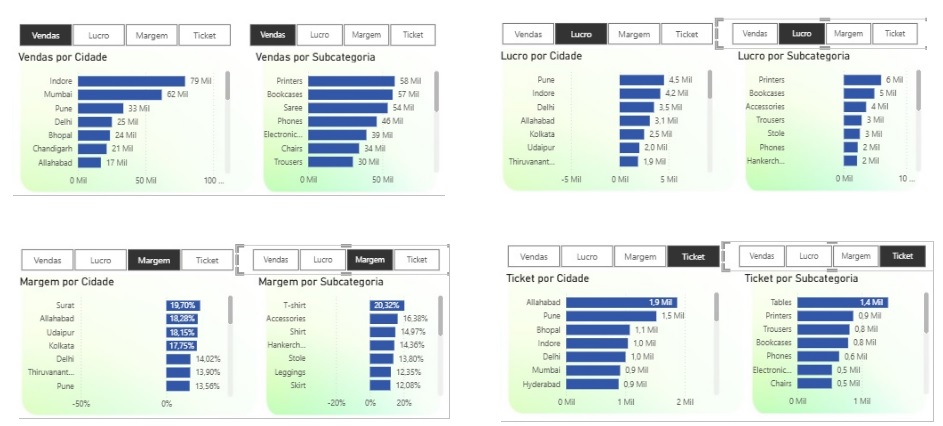 Vendas Lucro Margem Ticket
Vendas por Cidade
Indore 79 Mil
Mumbai 62 Mil
Pune 33 Mil
Delhi 25 Mil
Bhopal 24 Mil
Chandigarh 21 Mil
Allahabad 17 Mil
0 Mil 50 Mil 100 ...
Vendas Lucro Margem Ticket
Vendas por Subcategoria
Printers 58 Mil
Bookcases 57 Mil
Saree 54 Mil
Phones 46 Mil
Electronic... 39 Mil
Chairs 34 Mil
Trousers 30 Mil
0 Mil 50 Mil
Vendas Lucro Margem Ticket
Lucro por Cidade
Pune 4,5 Mil
Indore 4,2 Mil
Delhi 3,5 Mil
Allahabad 3,1 Mil
Kolkata 2,5 Mil
Udaipur 2,0 Mil
Thiruvanant... 1,9 Mil
-5 Mil 0 Mil 5 Mil
Vendas Lucro Margem Ticket
Lucro por Subcategoria
Printers 6 Mil
Bookcases 5 Mil
Accessories 4 Mil
Trousers 3 Mil
Stole 3 Mil
Phones 2 Mil
Hankerch... 2 Mil
0 Mil 10 ...
Vendas Lucro Margem Ticket
Margem por Cidade
Surat 19,70%
Allahabad 18,28%
Udaipur 18,15%
Kolkata 17,75%
Delhi 14,02%
Thiruvanant... 13,90%
Pune 13,56%
-50% 0%
Vendas Lucro Margem Ticket
Margem por Subcategoria
T-shirt 20,32%
Accessories 16,38%
Shirt 14,97%
Hankerch... 14,36%
Stole 13,80%
Leggings 12,35%
Skirt 12,08%
-20% 0% 20%
Vendas Lucro Margem Ticket
Ticket por Cidade
Allahabad 1,9 Mil
Pune 1,5 Mil
Bhopal 1,1 Mil
Indore 1,0 Mil
Delhi 1,0 Mil
Mumbai 0,9 Mil
Hyderabad 0,9 Mil
0 Mil 1 Mil 2 Mil
Vendas Lucro Margem Ticket
Ticket por Subcategoria
Tables 1,4 Mil
Printers 0,9 Mil
Trousers 0,8 Mil
Bookcases 0,8 Mil
Phones 0,6 Mil
Electronic... 0,5 Mil
Chairs 0,5 Mil
0 Mil 1 Mil